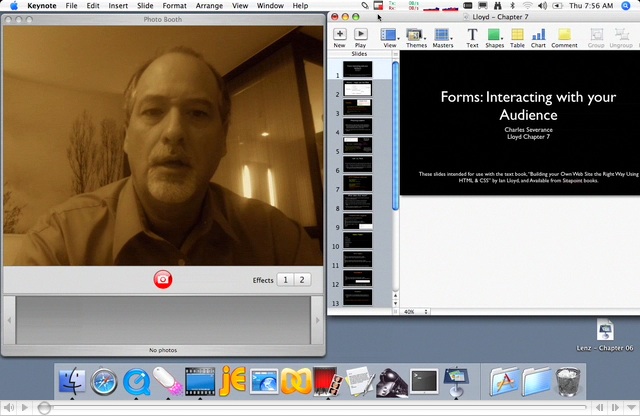 Keynote File Edit Insert Slide Format Arrange View Window Help
Thu 7:56 AM
Photo Booth
Lloyd - Chapter 7
New Play View Themes Masters Text Shapes Table Chart Comment Group Ungroup
Slides
1
2
3
4
5
6
7
8
9
10
11
12
13
Forms: Interacting with your
Audience
Charles Severance
Lloyd Chapter 7
These slides intended for use with the text book, "Building your Own Web Site the Right Way Using
HTML & CSS" by Ian Lloyd, and Available from Sitepoint books.
Effects 1 2
No photos
40%
Lenz - Chapter 06
jE